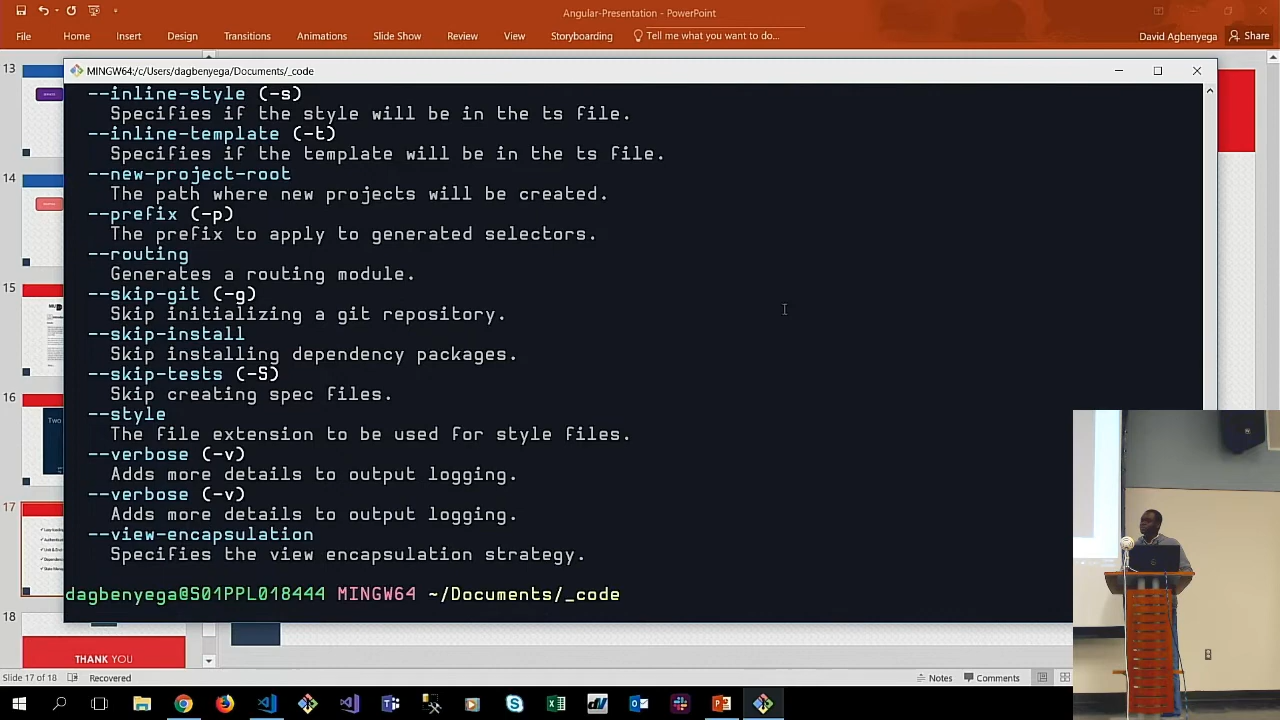 Angular-Presentation - PowerPoint
File Home Insert Design Transitions Animations Slide Show Review View Storyboarding Tell me what you want to do... David Agbenyega Share
MINGW64:/c/Users/dagbenyega/Documents/_code
--inline-style (-s)
Specifies if the style will be in the ts file.
--inline-template (-t)
Specifies if the template will be in the ts file.
--new-project-root
The path where new projects will be created.
--prefix (-p)
The prefix to apply to generated selectors.
--routing
Generates a routing module.
--skip-git (-g)
Skip initializing a git repository.
--skip-install
Skip installing dependency packages.
--skip-tests (-S)
Skip creating spec files.
--style
The file extension to be used for style files.
--verbose (-v)
Adds more details to output logging.
--verbose (-v)
Adds more details to output logging.
--view-encapsulation
Specifies the view encapsulation strategy.
dagbenyega@S01PPL018444 MINGW64 ~/Documents/_code
13
14
15
16
Two
17
18
THANK YOU
Slide 17 of 18 Recovered Notes Comments